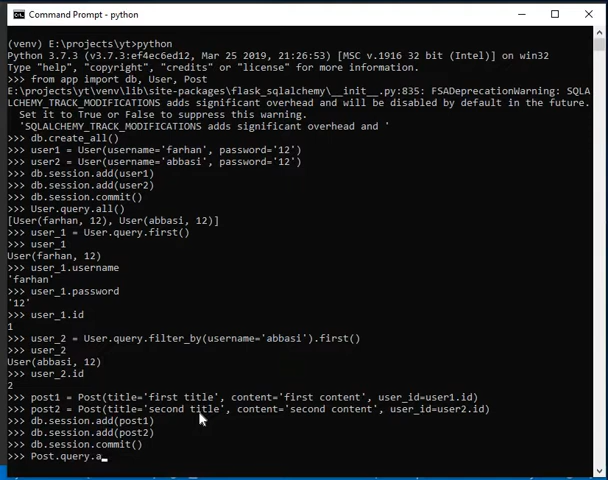 Command Prompt - python
(venv) E:\projects\yt>python
Python 3.7.3 (v3.7.3:ef4ec6ed12, Mar 25 2019, 21:26:53) [MSC v.1916 32 bit (Intel)] on win32
Type "help", "copyright", "credits" or "license" for more information.
>>> from app import db, User, Post
E:\projects\yt\venv\lib\site-packages\flask_sqlalchemy\__init__.py:835: FSADeprecationWarning: SQLA
LCHEMY_TRACK_MODIFICATIONS adds significant overhead and will be disabled by default in the future.
  Set it to True or False to suppress this warning.
  'SQLALCHEMY_TRACK_MODIFICATIONS adds significant overhead and '
>>> db.create_all()
>>> user1 = User(username='farhan', password='12')
>>> user2 = User(username='abbasi', password='12')
>>> db.session.add(user1)
>>> db.session.add(user2)
>>> db.session.commit()
>>> User.query.all()
[User(farhan, 12), User(abbasi, 12)]
>>> user_1 = User.query.first()
>>> user_1
User(farhan, 12)
>>> user_1.username
'farhan'
>>> user_1.password
'12'
>>> user_1.id
1
>>> user_2 = User.query.filter_by(username='abbasi').first()
>>> user_2
User(abbasi, 12)
>>> user_2.id
2
>>> post1 = Post(title='first title', content='first content', user_id=user1.id)
>>> post2 = Post(title='second title', content='second content', user_id=user2.id)
>>> db.session.add(post1)
>>> db.session.add(post2)
>>> db.session.commit()
>>> Post.query.a